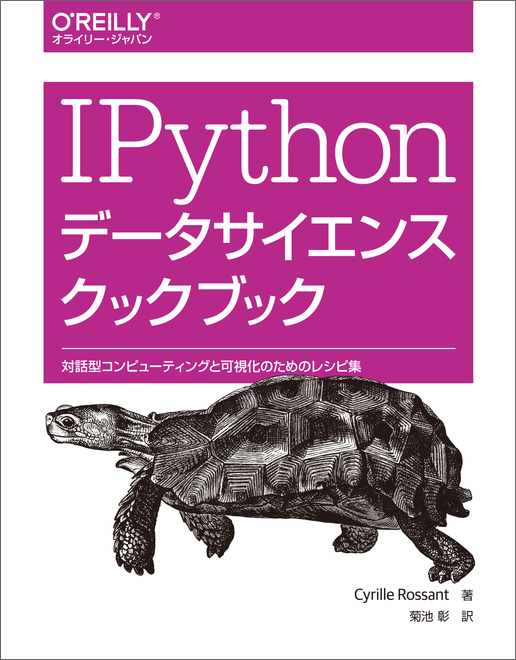 O'REILLY®
オライリー・ジャパン
IPython
データサイエンス
クックブック
対話型コンピューティングと可視化のためのレシピ集
Cyrille Rossant 著
菊池 彰 訳